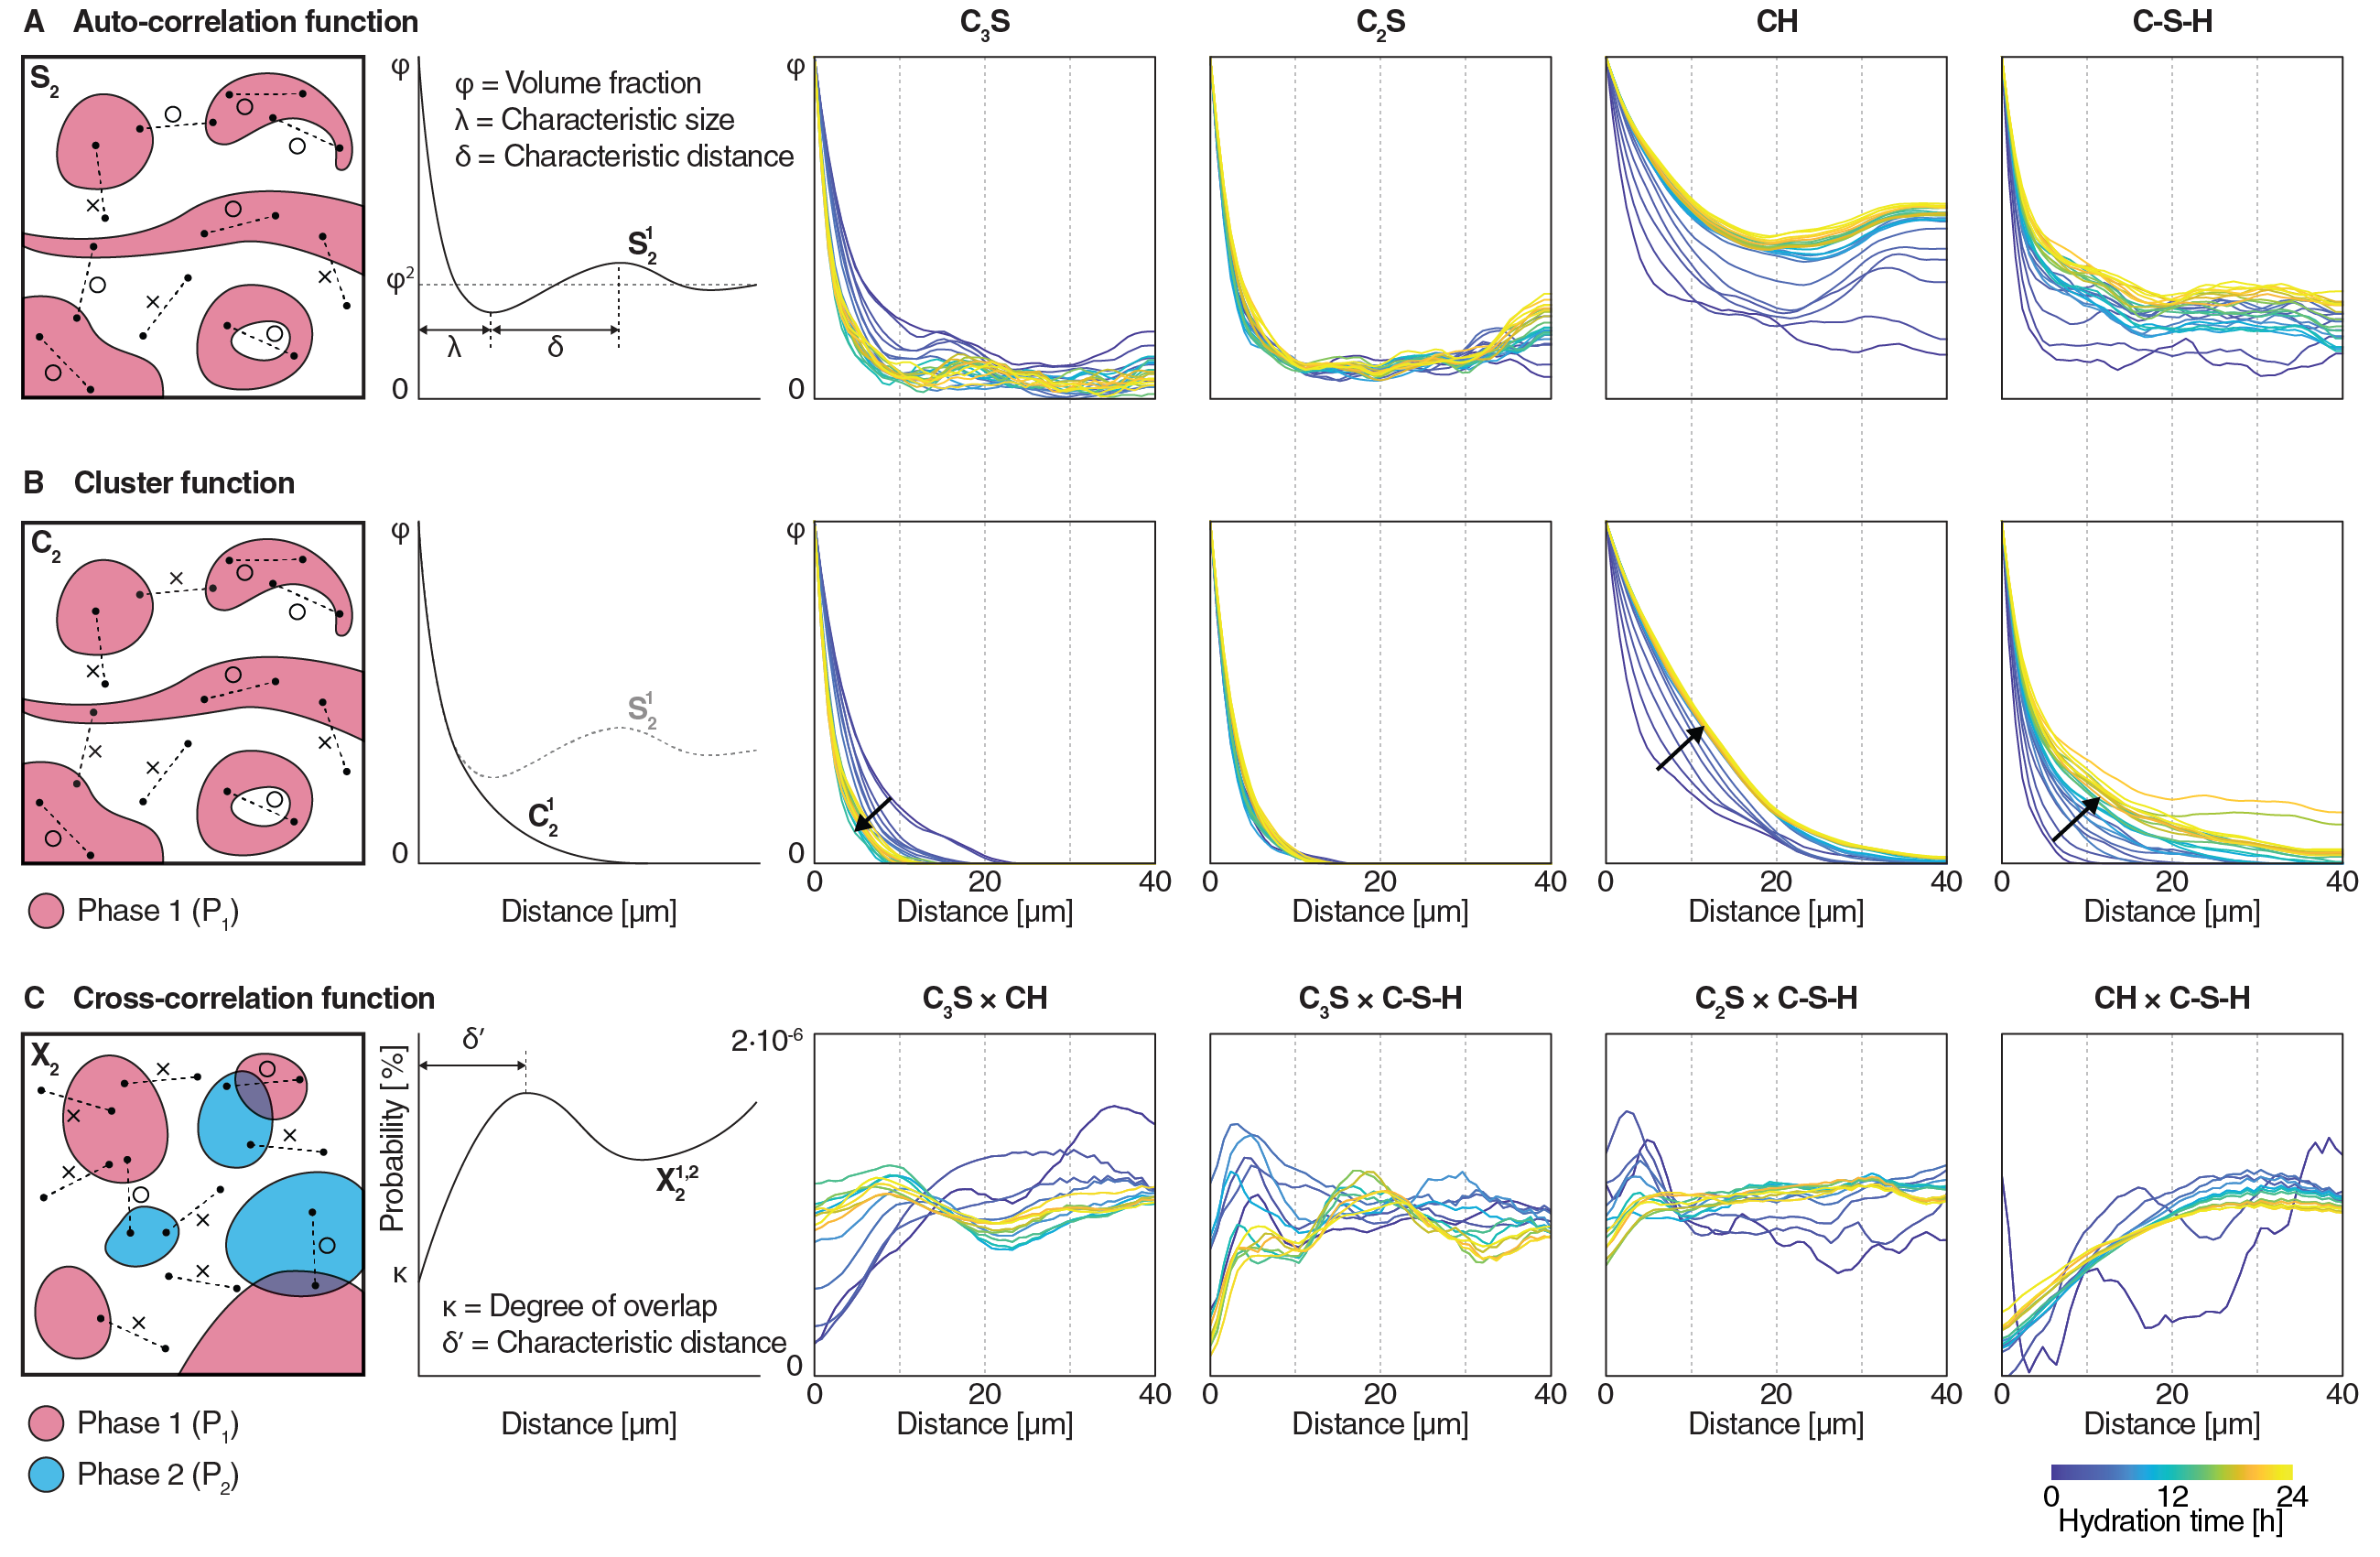 A Auto-correlation function
C₃S
C₂S
CH
C-S-H
S₂
φ
φ = Volume fraction
λ = Characteristic size
δ = Characteristic distance
φ²
S₂¹
λ
δ
0
φ
0
B Cluster function
C₂
φ
S₂¹
C₂¹
0
Distance [µm]
φ
0
0 20 40
Distance [µm]
0 20 40
Distance [µm]
0 20 40
Distance [µm]
0 20 40
Distance [µm]
Phase 1 (P₁)
C Cross-correlation function
C₃S × CH
C₃S × C-S-H
C₂S × C-S-H
CH × C-S-H
X₂
δ′
Probability [%]
κ
X₂¹,²
κ = Degree of overlap
δ′ = Characteristic distance
Distance [µm]
2·10⁻⁶
0
0 20 40
Distance [µm]
0 20 40
Distance [µm]
0 20 40
Distance [µm]
0 20 40
Distance [µm]
Phase 1 (P₁)
Phase 2 (P₂)
0 12 24
Hydration time [h]